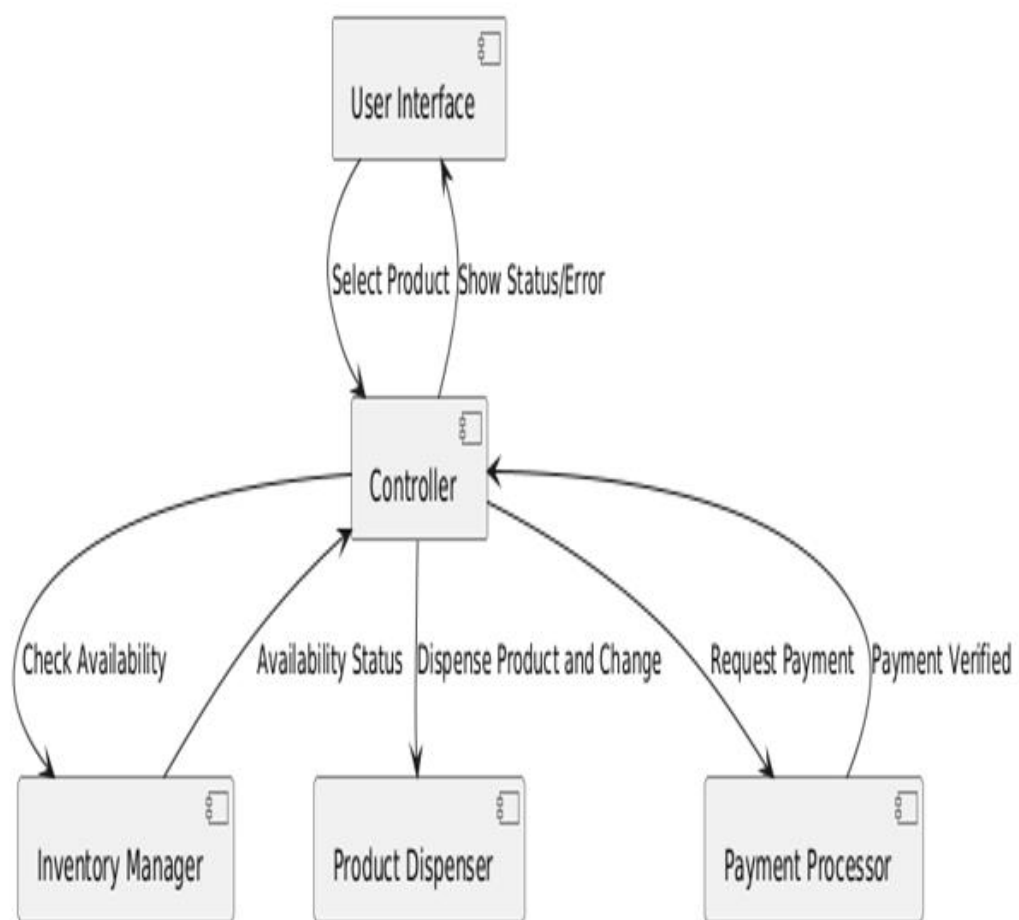 User Interface
Select Product
Show Status/Error
Controller
Check Availability
Availability Status
Dispense Product and Change
Request Payment
Payment Verified
Inventory Manager
Product Dispenser
Payment Processor